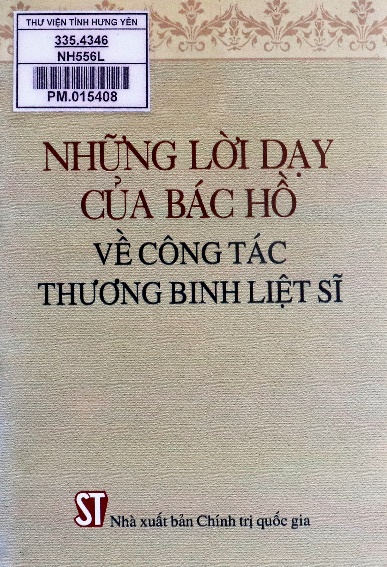 THƯ VIỆN TỈNH HƯNG YÊN
335.4346
NH556L
PM.015408
NHỮNG LỜI DẠY
CỦA BÁC HỒ
VỀ CÔNG TÁC
THƯƠNG BINH LIỆT SĨ
ST Nhà xuất bản Chính trị quốc gia